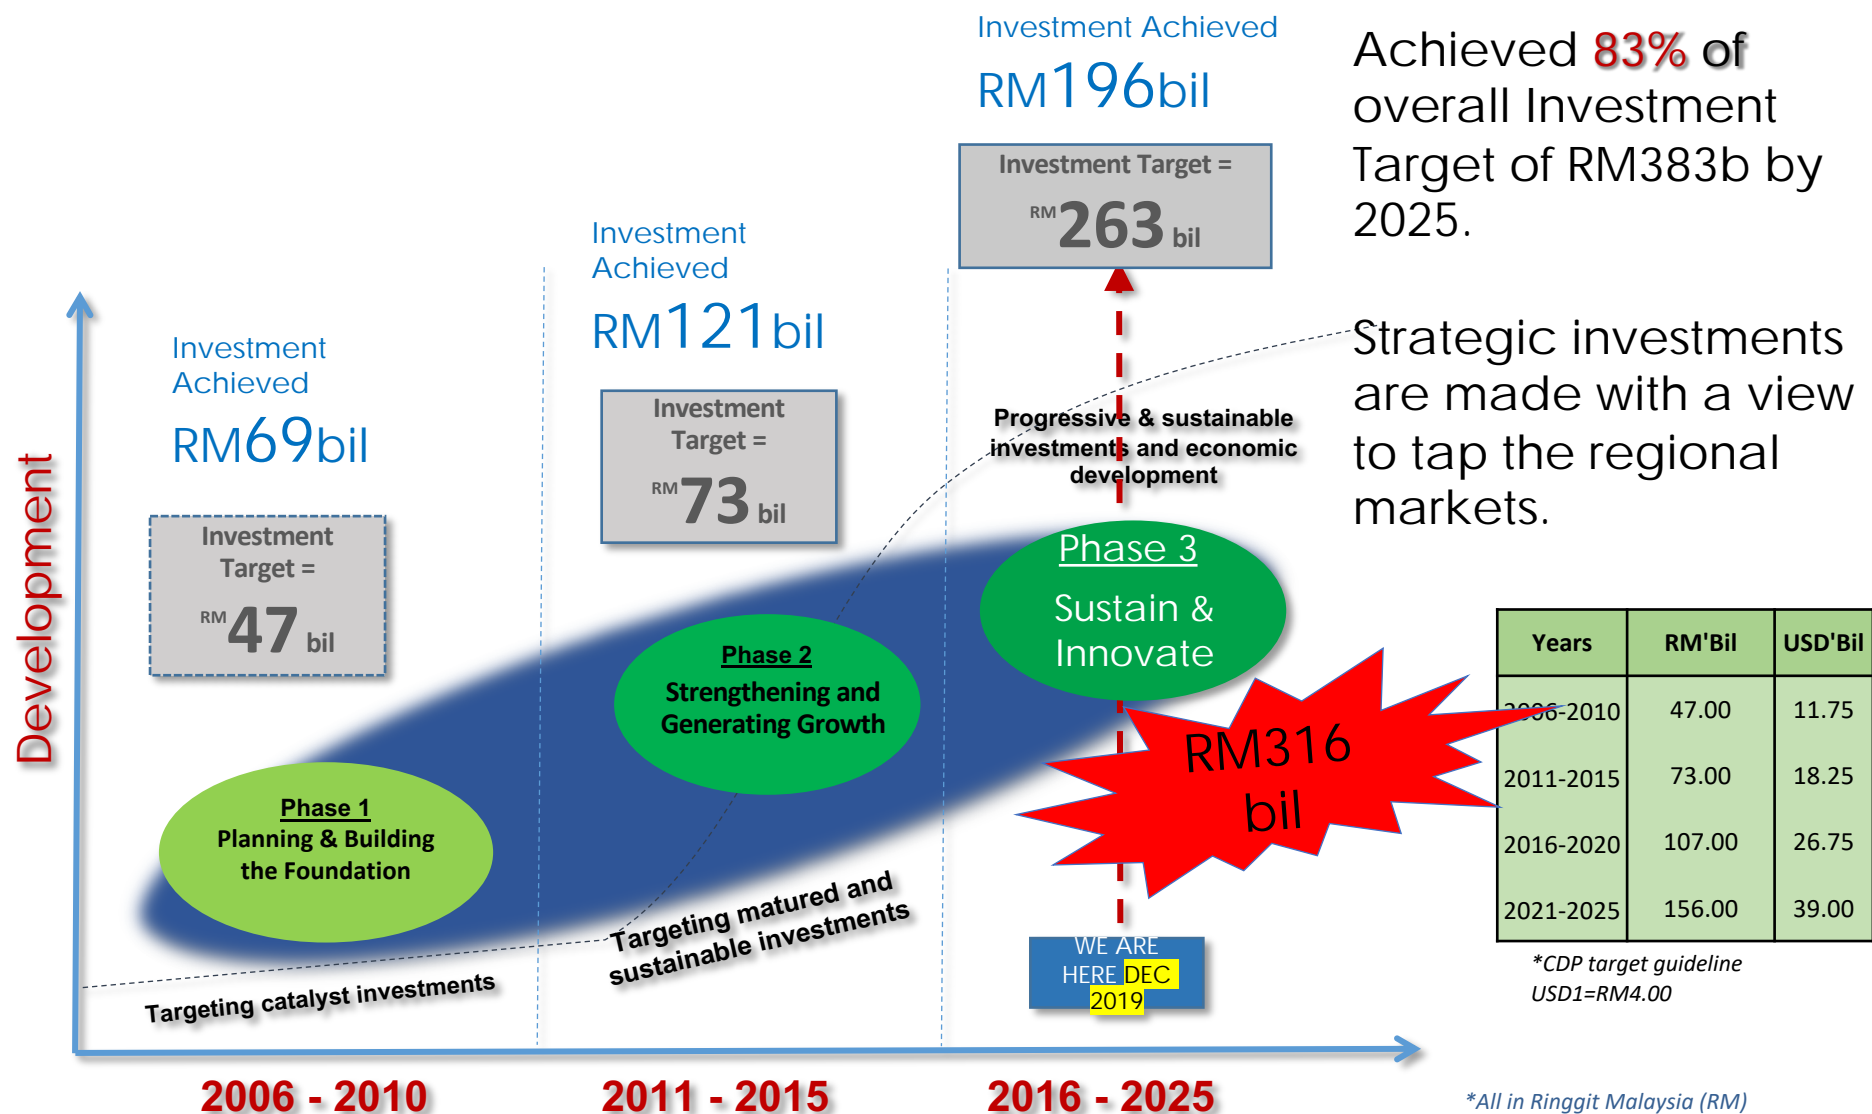 Investment Achieved
RM196bil
Investment Target =
RM263 bil
Achieved 83% of
overall Investment
Target of RM383b by
2025.
Strategic investments
are made with a view
to tap the regional
markets.
Investment
Achieved
RM121bil
Investment
Target =
RM73 bil
Investment
Achieved
RM69bil
Investment
Target =
RM47 bil
Development
Progressive & sustainable
investments and economic
development
Phase 3
Sustain &
Innovate
Phase 2
Strengthening and
Generating Growth
Phase 1
Planning & Building
the Foundation
RM316
bil
Targeting matured and
sustainable investments
Targeting catalyst investments
WE ARE
HERE DEC
2019
Years RM'Bil USD'Bil
2006-2010 47.00 11.75
2011-2015 73.00 18.25
2016-2020 107.00 26.75
2021-2025 156.00 39.00
*CDP target guideline
USD1=RM4.00
2006 - 2010
2011 - 2015
2016 - 2025
*All in Ringgit Malaysia (RM)